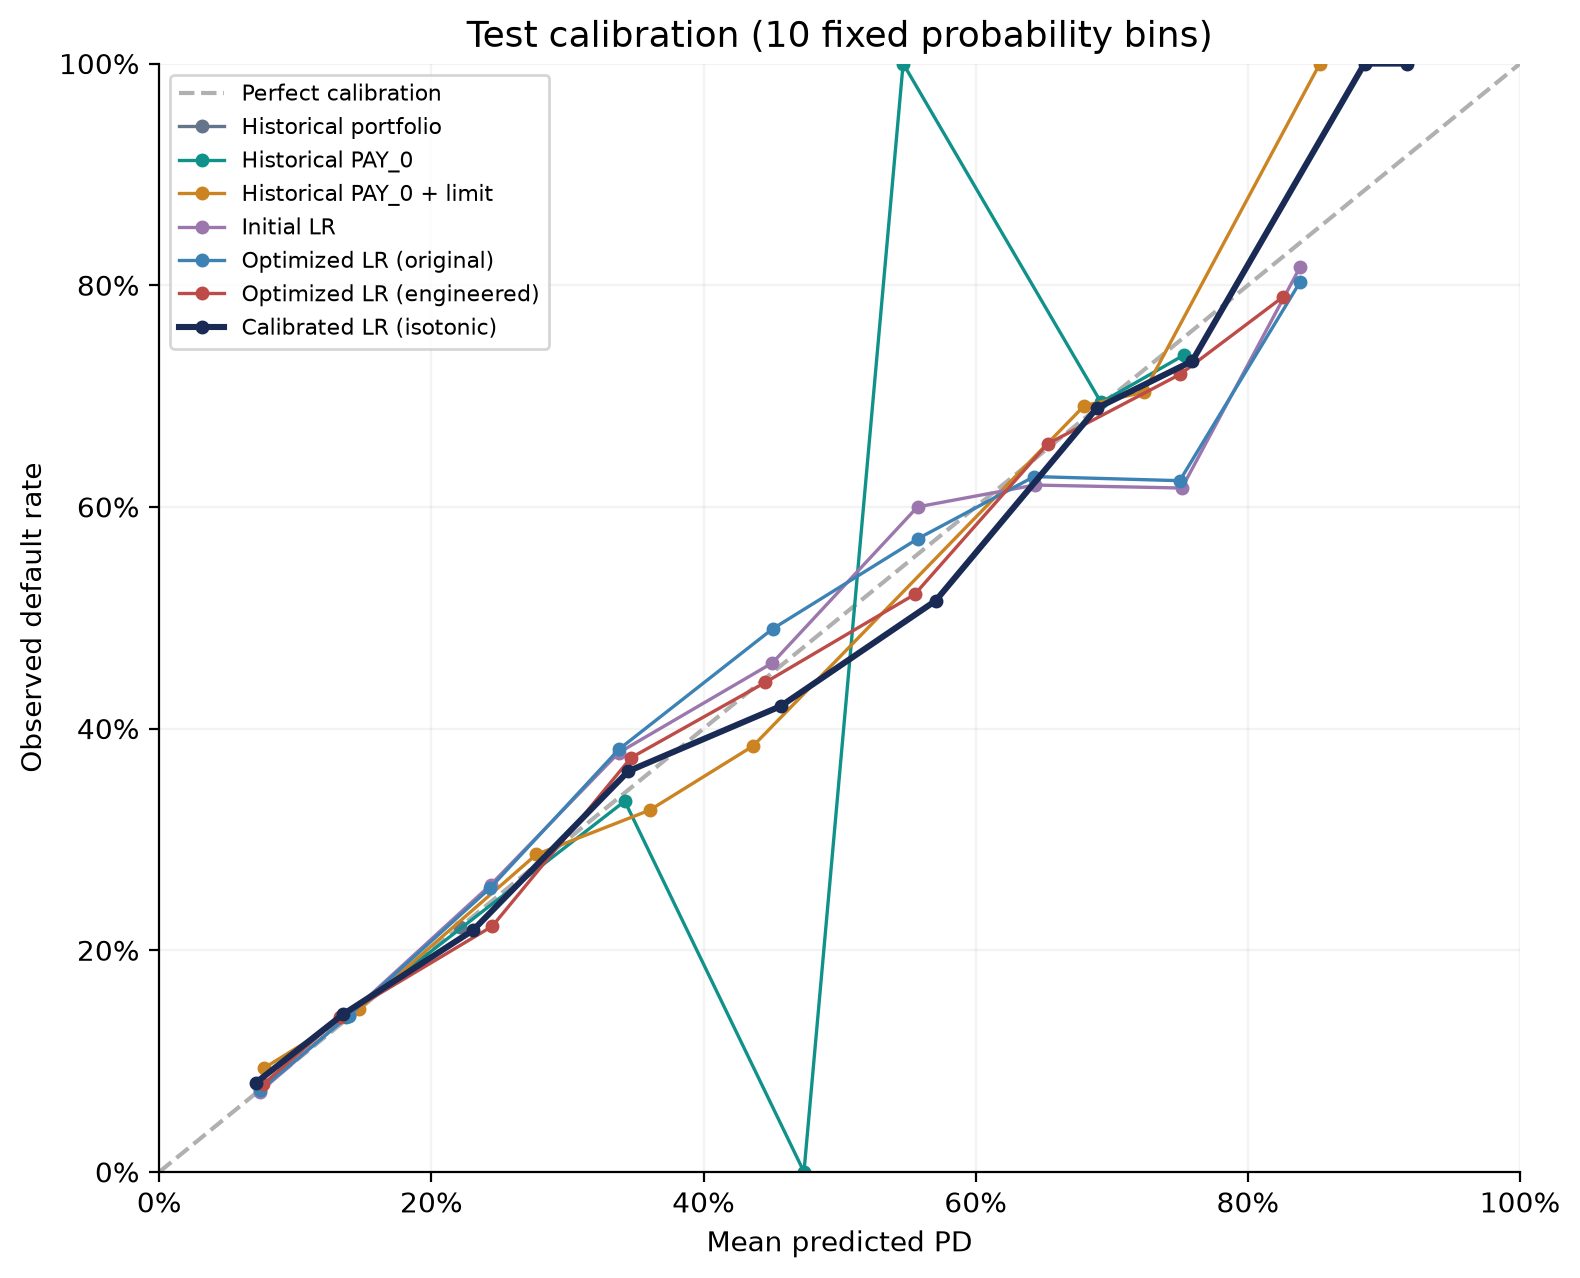 Test calibration (10 fixed probability bins)
100%
80%
60%
40%
20%
0%
Observed default rate
Perfect calibration
Historical portfolio
Historical PAY_0
Historical PAY_0 + limit
Initial LR
Optimized LR (original)
Optimized LR (engineered)
Calibrated LR (isotonic)
0%
20%
40%
60%
80%
100%
Mean predicted PD